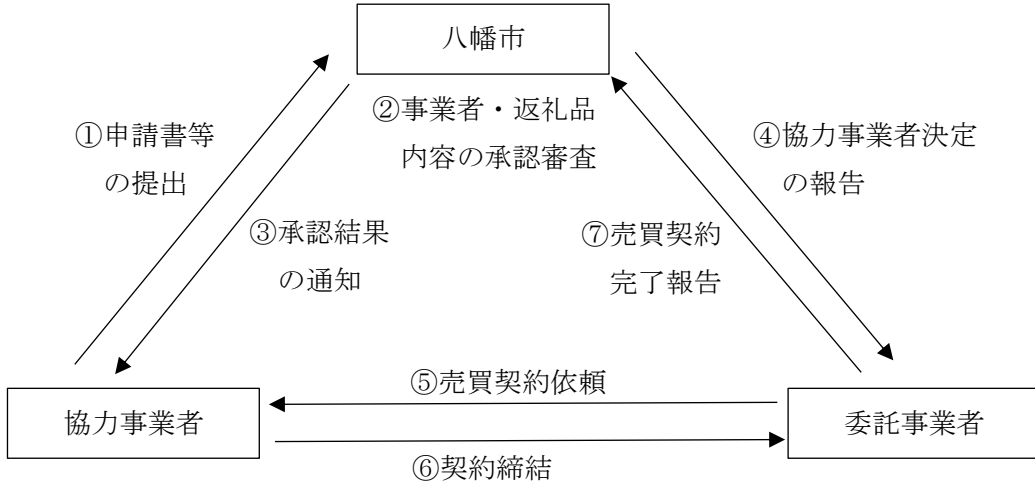 八幡市
①申請書等
の提出
②事業者・返礼品
内容の承認審査
③承認結果
の通知
④協力事業者決定
の報告
⑦売買契約
完了報告
⑤売買契約依頼
協力事業者
委託事業者
⑥契約締結